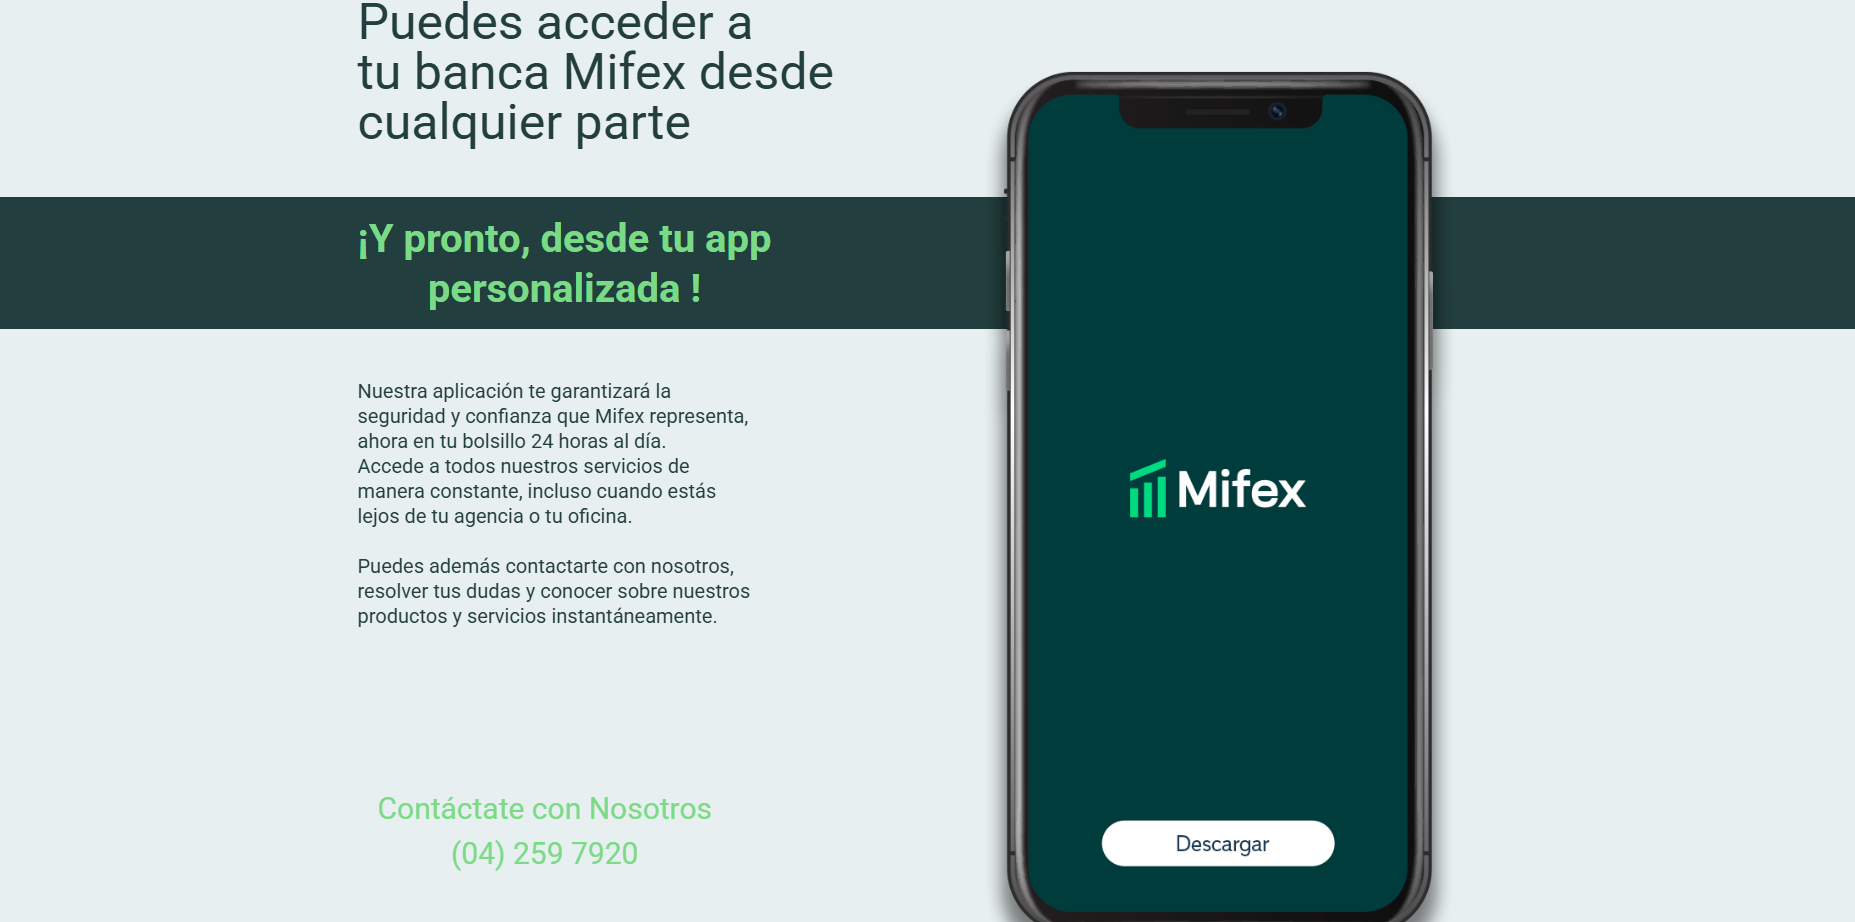 Puedes acceder a
tu banca Mifex desde
cualquier parte
¡Y pronto, desde tu app
personalizada !
Nuestra aplicación te garantizará la
seguridad y confianza que Mifex representa,
ahora en tu bolsillo 24 horas al día.
Accede a todos nuestros servicios de
manera constante, incluso cuando estás
lejos de tu agencia o tu oficina.
Puedes además contactarte con nosotros,
resolver tus dudas y conocer sobre nuestros
productos y servicios instantáneamente.
Contáctate con Nosotros
(04) 259 7920
Mifex
Descargar